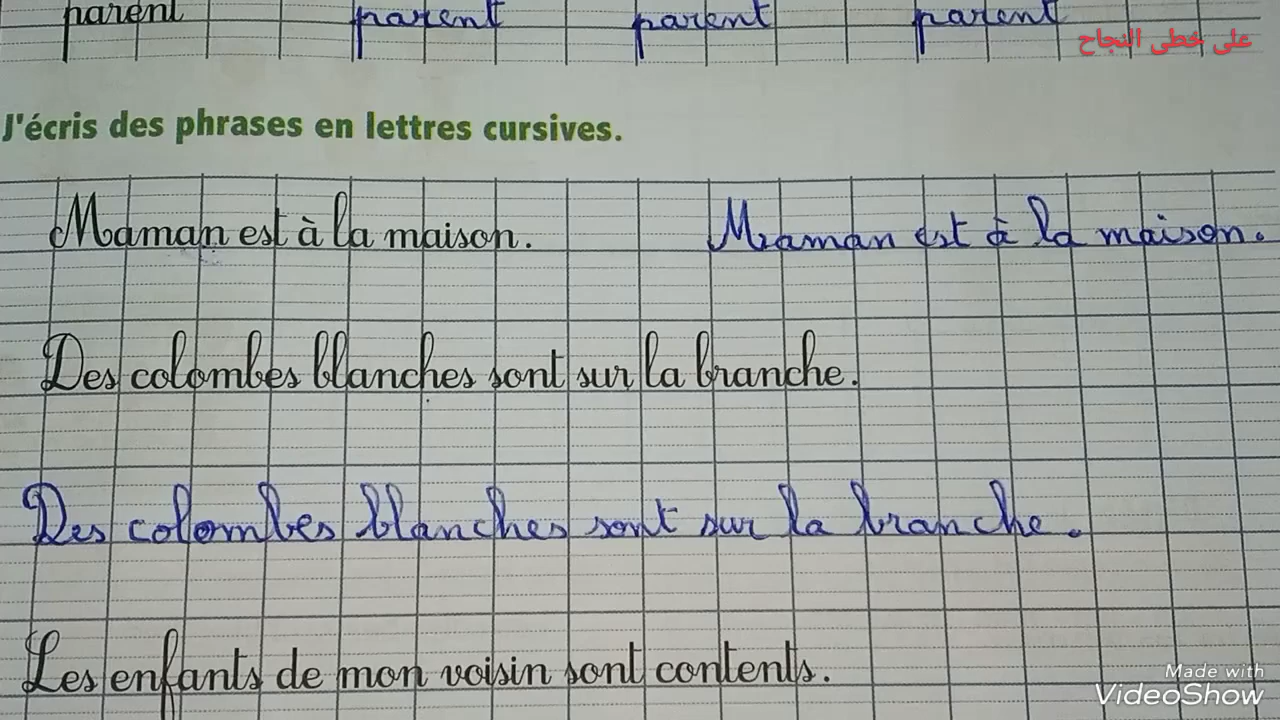 parent parent parent parent
على خطى النجاح
J'écris des phrases en lettres cursives.
Maman est à la maison. Maman est à la maison.
Des colombes blanches sont sur la branche.
Des colombes blanches sont sur la branche.
Les enfants de mon voisin sont contents.
Made with
VideoShow